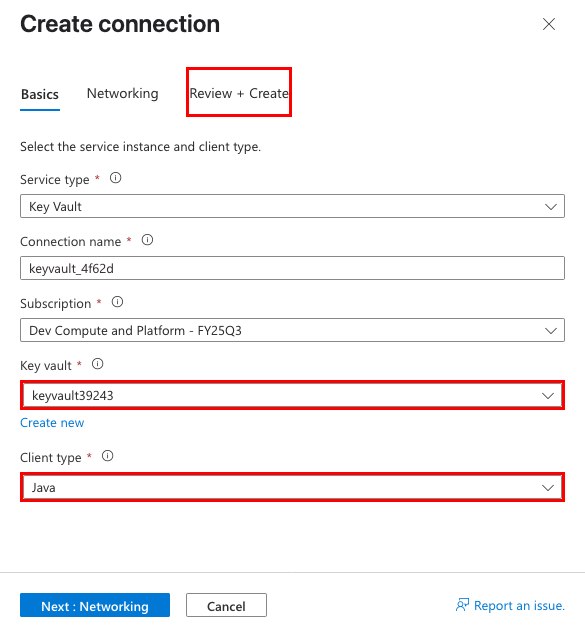 Create connection
Basics Networking Review + Create
Select the service instance and client type.
Service type *
Key Vault
Connection name *
keyvault_4f62d
Subscription *
Dev Compute and Platform - FY25Q3
Key vault *
keyvault39243
Create new
Client type *
Java
Next : Networking Cancel Report an issue.